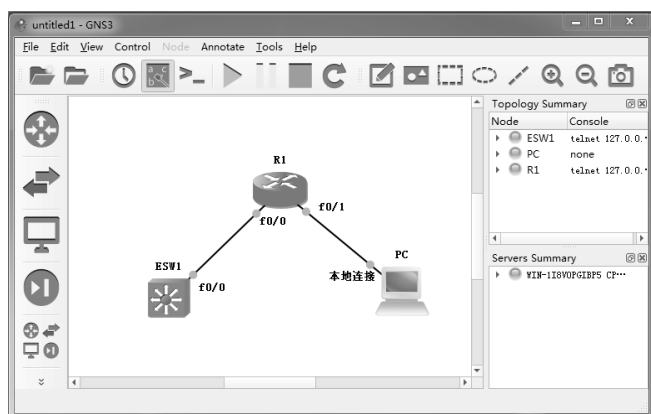 untitled1 - GNS3
File Edit View Control Node Annotate Tools Help
Topology Summary
Node Console
ESW1 telnet 127.0.0.
PC none
R1 telnet 127.0.0.
R1
f0/0
f0/1
ESW1
f0/0
PC
本地连接
Servers Summary
WIN-1I8VOPGIBP5 CP···